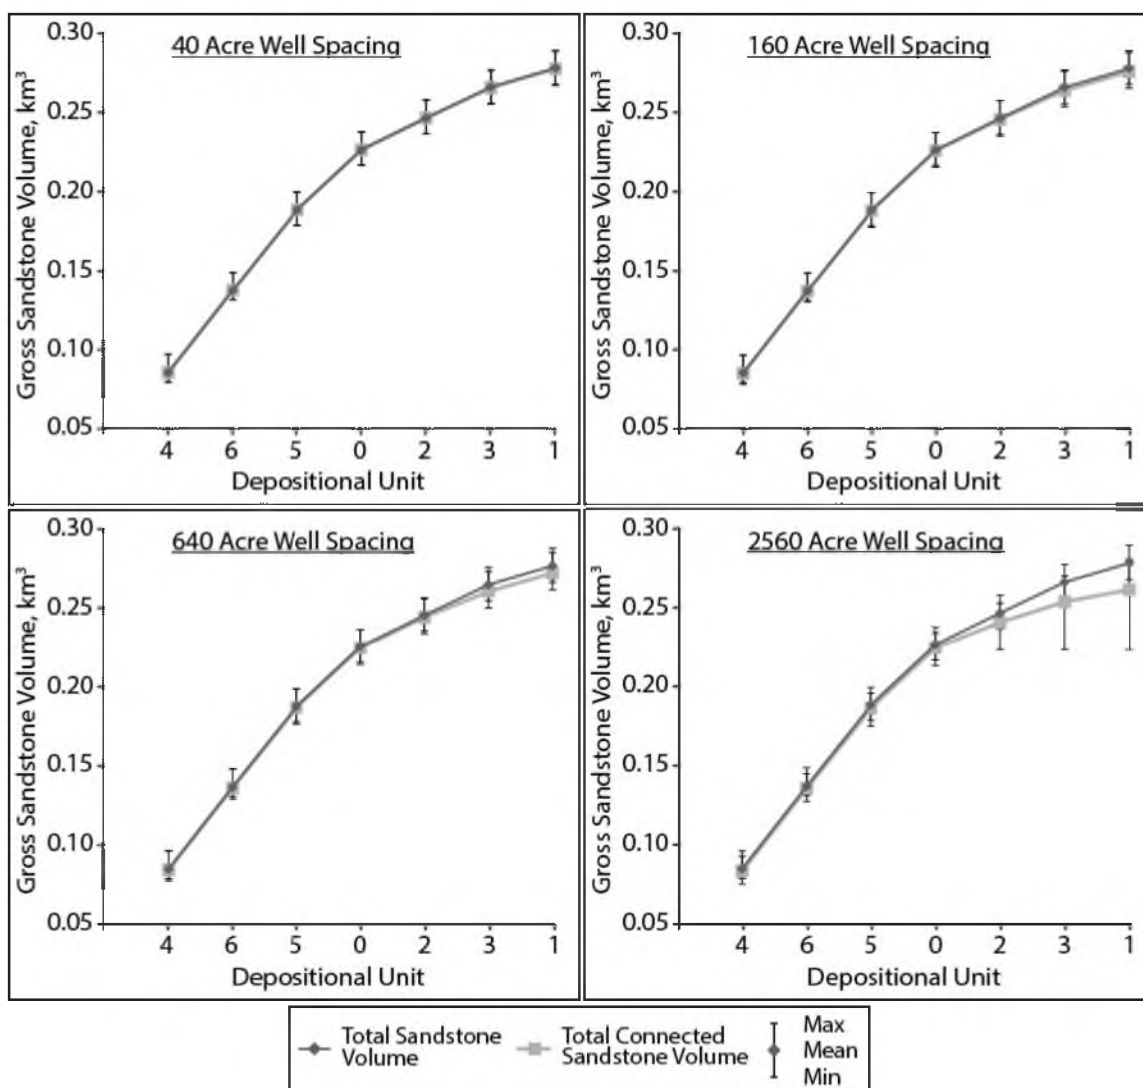 40 Acre Well Spacing
Gross Sandstone Volume, km³
0.30
0.25
0.20
0.15
0.10
0.05
4 6 5 0 2 3 1
Depositional Unit
160 Acre Well Spacing
Gross Sandstone Volume, km³
0.30
0.25
0.20
0.15
0.10
0.05
4 6 5 0 2 3 1
Depositional Unit
640 Acre Well Spacing
Gross Sandstone Volume, km³
0.30
0.25
0.20
0.15
0.10
0.05
4 6 5 0 2 3 1
Depositional Unit
2560 Acre Well Spacing
Gross Sandstone Volume, km³
0.30
0.25
0.20
0.15
0.10
0.05
4 6 5 0 2 3 1
Depositional Unit
Total Sandstone
Volume
Total Connected
Sandstone Volume
Max
Mean
Min